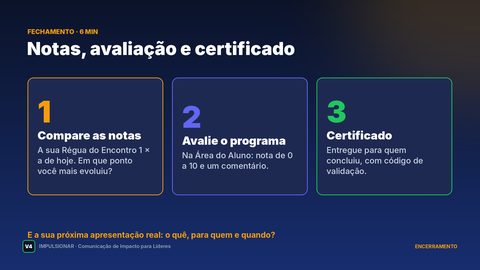 FECHAMENTO · 6 MIN
Notas, avaliação e certificado
1
Compare as notas
A sua Régua do Encontro 1 ×
a de hoje. Em que ponto
você mais evoluiu?
2
Avalie o programa
Na Área do Aluno: nota de 0
a 10 e um comentário.
3
Certificado
Entregue para quem
concluiu, com código de
validação.
E a sua próxima apresentação real: o quê, para quem e quando?
V4 IMPULSIONAR · Comunicação de Impacto para Líderes
ENCERRAMENTO